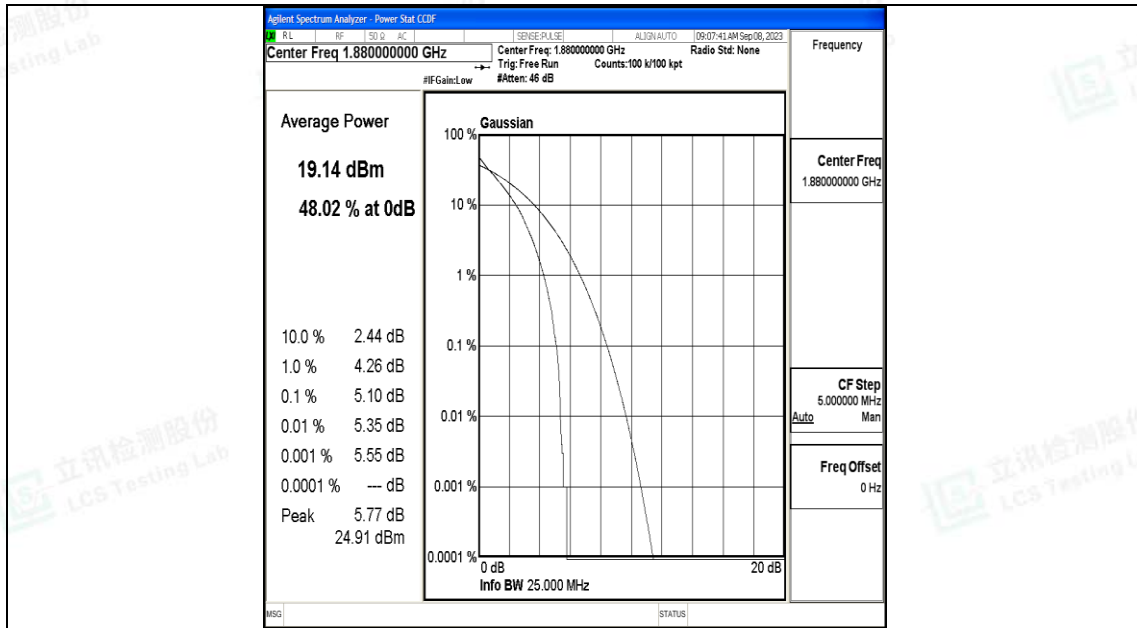 Agilent Spectrum Analyzer - Power Stat CCDF
LXI RL RF 50 Ω AC SENSE:PULSE ALIGN AUTO 09:07:41 AM Sep 08, 2023
Center Freq 1.880000000 GHz
Center Freq: 1.880000000 GHz Radio Std: None
Trig: Free Run Counts:100 k/100 kpt
#IFGain:Low #Atten: 46 dB
Frequency
Average Power
19.14 dBm
48.02 % at 0dB
10.0 % 2.44 dB
1.0 % 4.26 dB
0.1 % 5.10 dB
0.01 % 5.35 dB
0.001 % 5.55 dB
0.0001 % --- dB
Peak 5.77 dB
24.91 dBm
Gaussian
100 %
10 %
1 %
0.1 %
0.01 %
0.001 %
0.0001 %
0 dB 20 dB
Info BW 25.000 MHz
Center Freq
1.880000000 GHz
CF Step
5.000000 MHz
Auto Man
Freq Offset
0 Hz
MSG STATUS
立讯检测股份
LCS Testing Lab
立讯检测股份